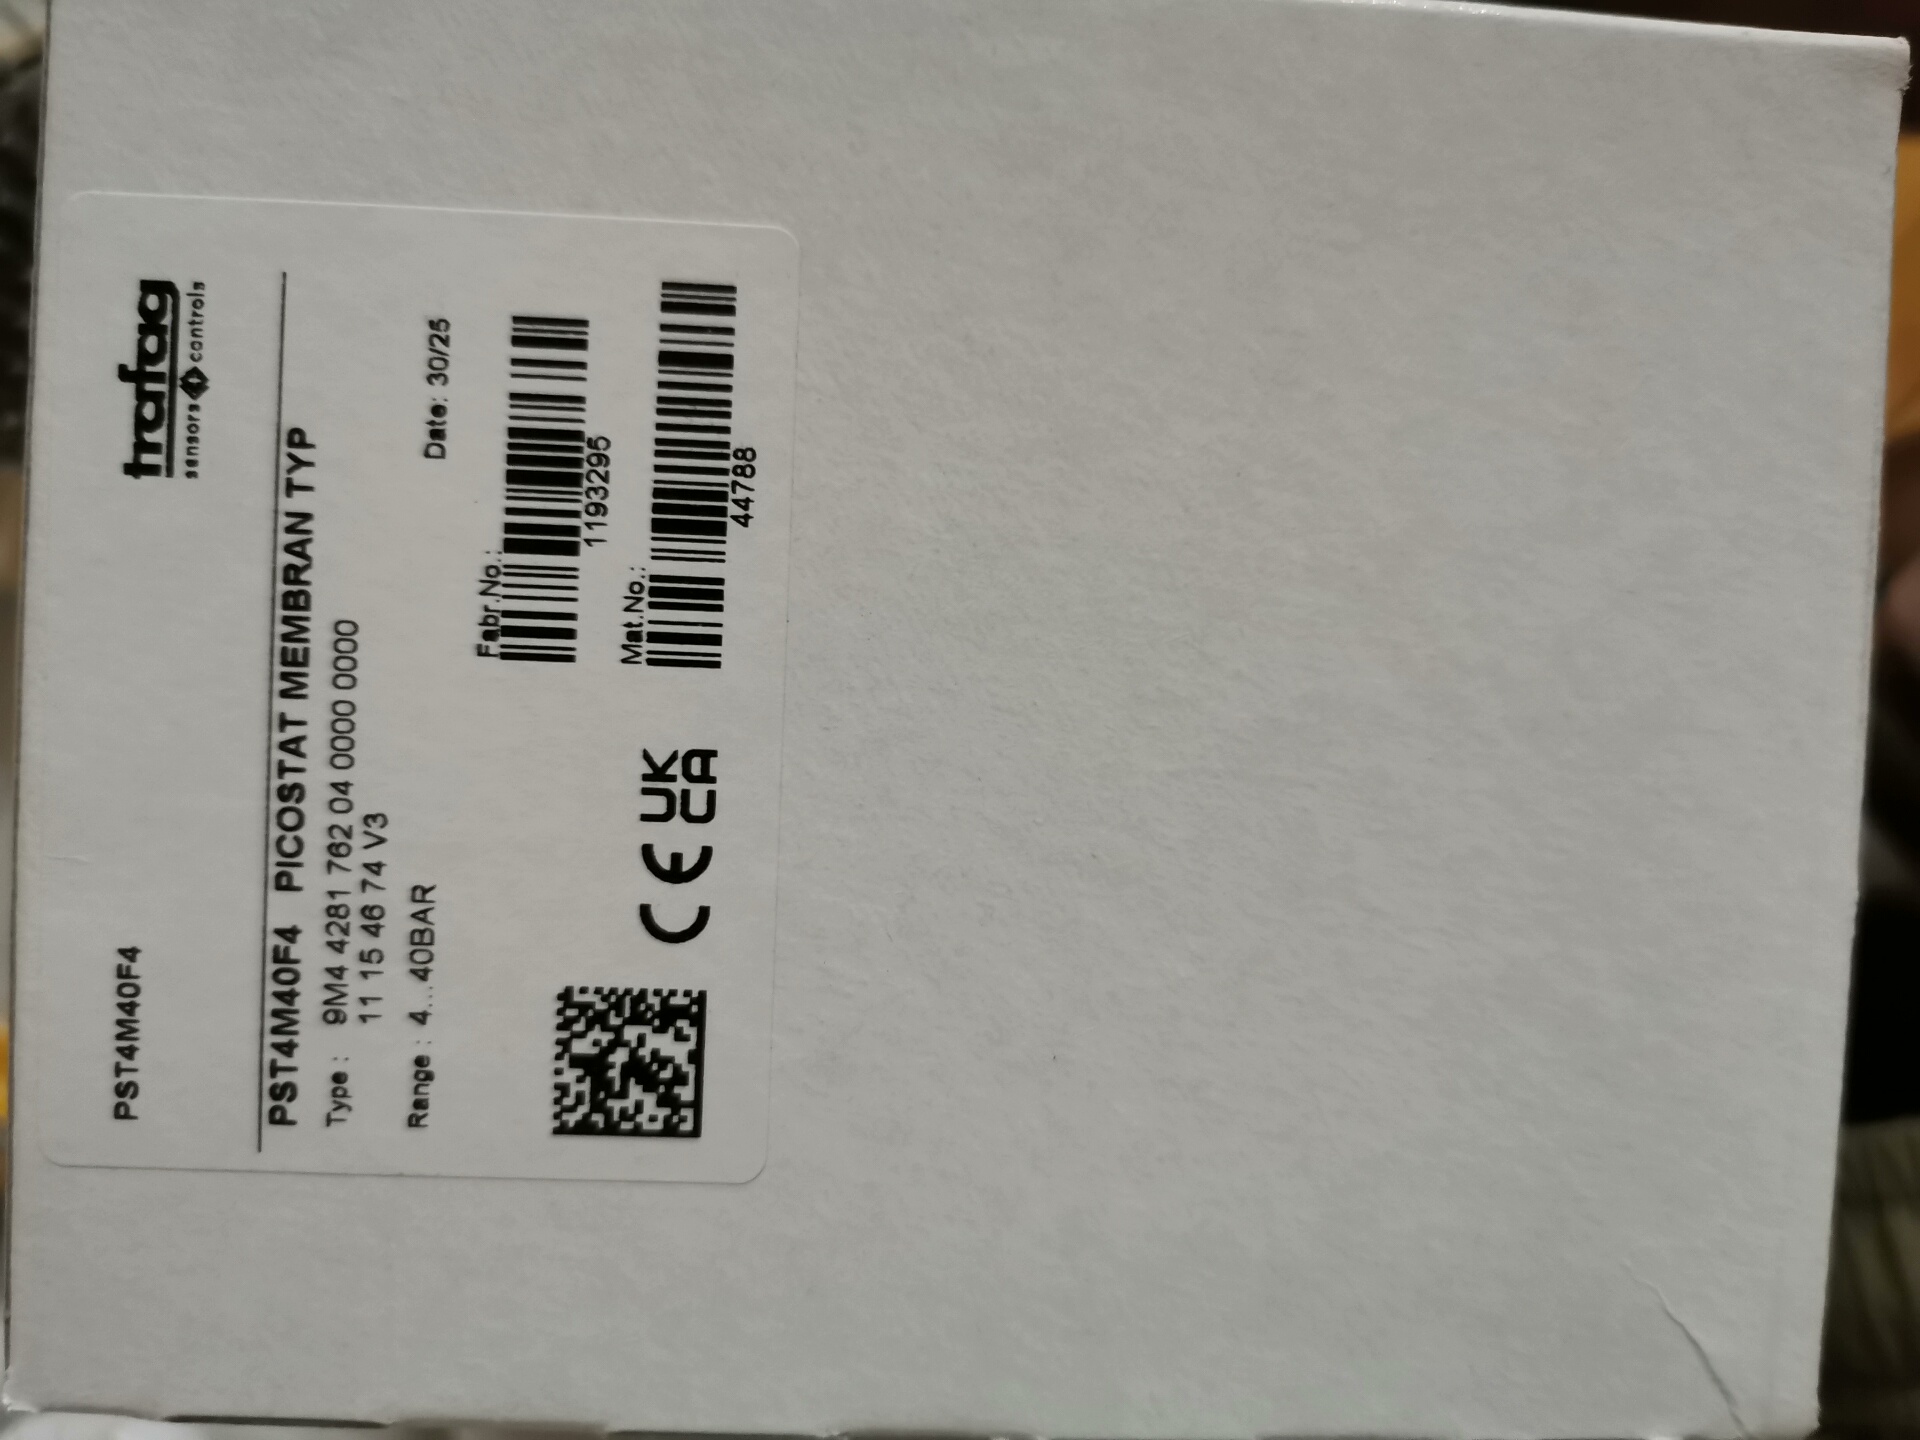 PST4M40F4
trafag
sensors controls
PST4M40F4 PICOSTAT MEMBRAN TYP
Type : 9M4 4281 762 04 0000 0000
11 15 46 74 V3
Range : 4...40BAR
Date: 30/25
Fabr.No.:
1193295
Mat.No.:
44788
CE UK
CA